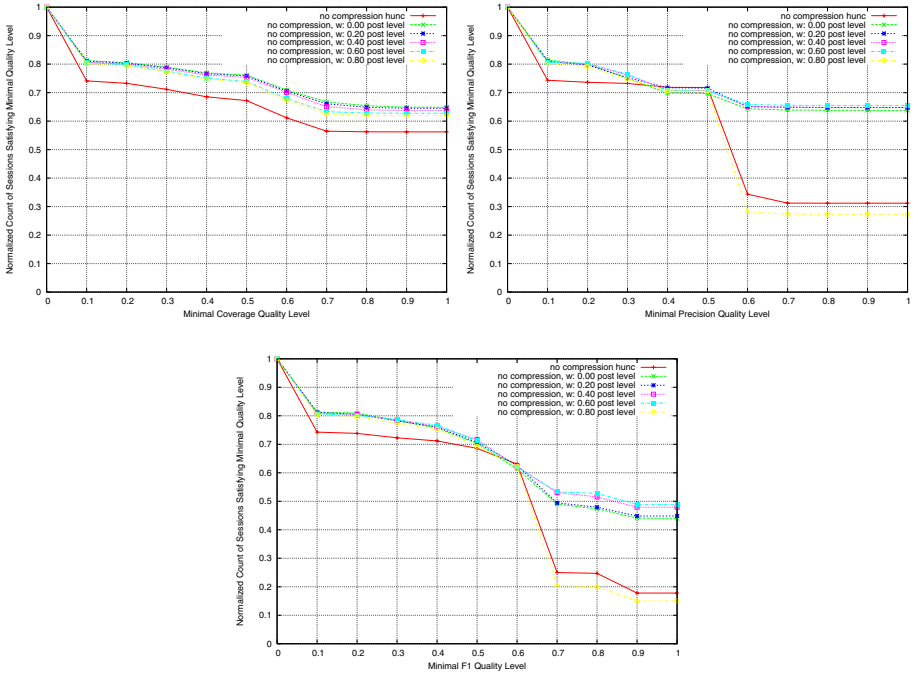 no compression hunc
no compression, w: 0.00 post level
no compression, w: 0.20 post level
no compression, w: 0.40 post level
no compression, w: 0.60 post level
no compression, w: 0.80 post level
Normalized Count of Sessions Satisfying Minimal Quality Level
1
0.9
0.8
0.7
0.6
0.5
0.4
0.3
0.2
0.1
0
0 0.1 0.2 0.3 0.4 0.5 0.6 0.7 0.8 0.9 1
Minimal Coverage Quality Level
no compression hunc
no compression, w: 0.00 post level
no compression, w: 0.20 post level
no compression, w: 0.40 post level
no compression, w: 0.60 post level
no compression, w: 0.80 post level
Normalized Count of Sessions Satisfying Minimal Quality Level
1
0.9
0.8
0.7
0.6
0.5
0.4
0.3
0.2
0.1
0
0 0.1 0.2 0.3 0.4 0.5 0.6 0.7 0.8 0.9 1
Minimal Precision Quality Level
no compression hunc
no compression, w: 0.00 post level
no compression, w: 0.20 post level
no compression, w: 0.40 post level
no compression, w: 0.60 post level
no compression, w: 0.80 post level
Normalized Count of Sessions Satisfying Minimal Quality Level
1
0.9
0.8
0.7
0.6
0.5
0.4
0.3
0.2
0.1
0
0 0.1 0.2 0.3 0.4 0.5 0.6 0.7 0.8 0.9 1
Minimal F1 Quality Level